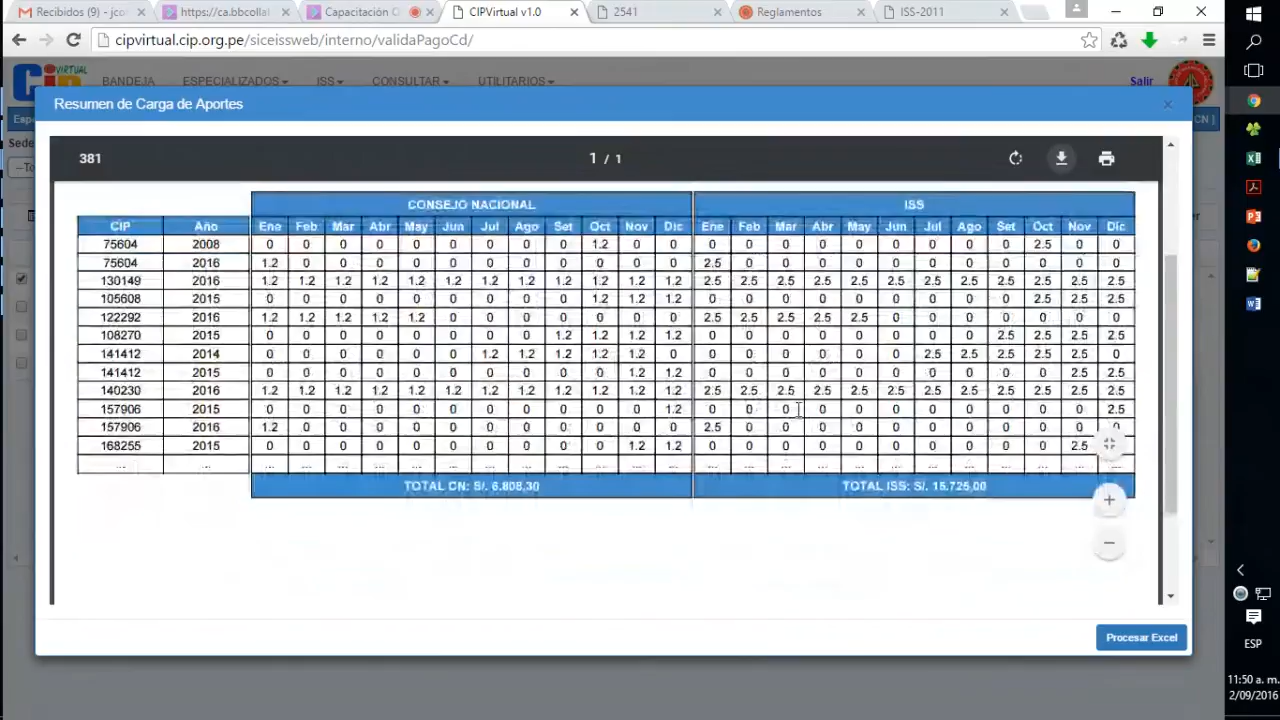 Recibidos (9) - jco
https://ca.bbcollal
Capacitación C
CIPVirtual v1.0
2541
Reglamentos
ISS-2011
cipvirtual.cip.org.pe/siceissweb/interno/validaPagoCd/
VIRTUAL
BANDEJA ESPECIALIZADOS ISS CONSULTAR UTILITARIOS Salir
Resumen de Carga de Aportes ×
Esp CN ]
Sede
--To
381 1 / 1
CONSEJO NACIONAL ISS
CIP Año Ene Feb Mar Abr May Jun Jul Ago Set Oct Nov Dic Ene Feb Mar Abr May Jun Jul Ago Set Oct Nov Dic
75604 2008 0 0 0 0 0 0 0 0 0 1.2 0 0 0 0 0 0 0 0 0 0 0 2.5 0 0
75604 2016 1.2 0 0 0 0 0 0 0 0 0 0 0 2.5 0 0 0 0 0 0 0 0 0 0 0
130149 2016 1.2 1.2 1.2 1.2 1.2 1.2 1.2 1.2 1.2 1.2 1.2 1.2 2.5 2.5 2.5 2.5 2.5 2.5 2.5 2.5 2.5 2.5 2.5 2.5
105608 2015 0 0 0 0 0 0 0 0 0 1.2 1.2 1.2 0 0 0 0 0 0 0 0 0 2.5 2.5 2.5
122292 2016 1.2 1.2 1.2 1.2 1.2 0 0 0 0 0 0 0 2.5 2.5 2.5 2.5 2.5 0 0 0 0 0 0 0
108270 2015 0 0 0 0 0 0 0 0 1.2 1.2 1.2 1.2 0 0 0 0 0 0 0 0 2.5 2.5 2.5 2.5
141412 2014 0 0 0 0 0 0 1.2 1.2 1.2 1.2 1.2 0 0 0 0 0 0 0 2.5 2.5 2.5 2.5 2.5 0
141412 2015 0 0 0 0 0 0 0 0 0 0 1.2 1.2 0 0 0 0 0 0 0 0 0 0 2.5 2.5
140230 2016 1.2 1.2 1.2 1.2 1.2 1.2 1.2 1.2 1.2 1.2 1.2 1.2 2.5 2.5 2.5 2.5 2.5 2.5 2.5 2.5 2.5 2.5 2.5 2.5
157906 2015 0 0 0 0 0 0 0 0 0 0 0 1.2 0 0 0 0 0 0 0 0 0 0 0 2.5
157906 2016 1.2 0 0 0 0 0 0 0 0 0 0 0 2.5 0 0 0 0 0 0 0 0 0 0 0
168255 2015 0 0 0 0 0 0 0 0 0 0 1.2 1.2 0 0 0 0 0 0 0 0 0 0 2.5
TOTAL CN: S/. 6.808,30 TOTAL ISS: S/. 15.725,00
Procesar Excel
ESP
11:50 a. m.
2/09/2016